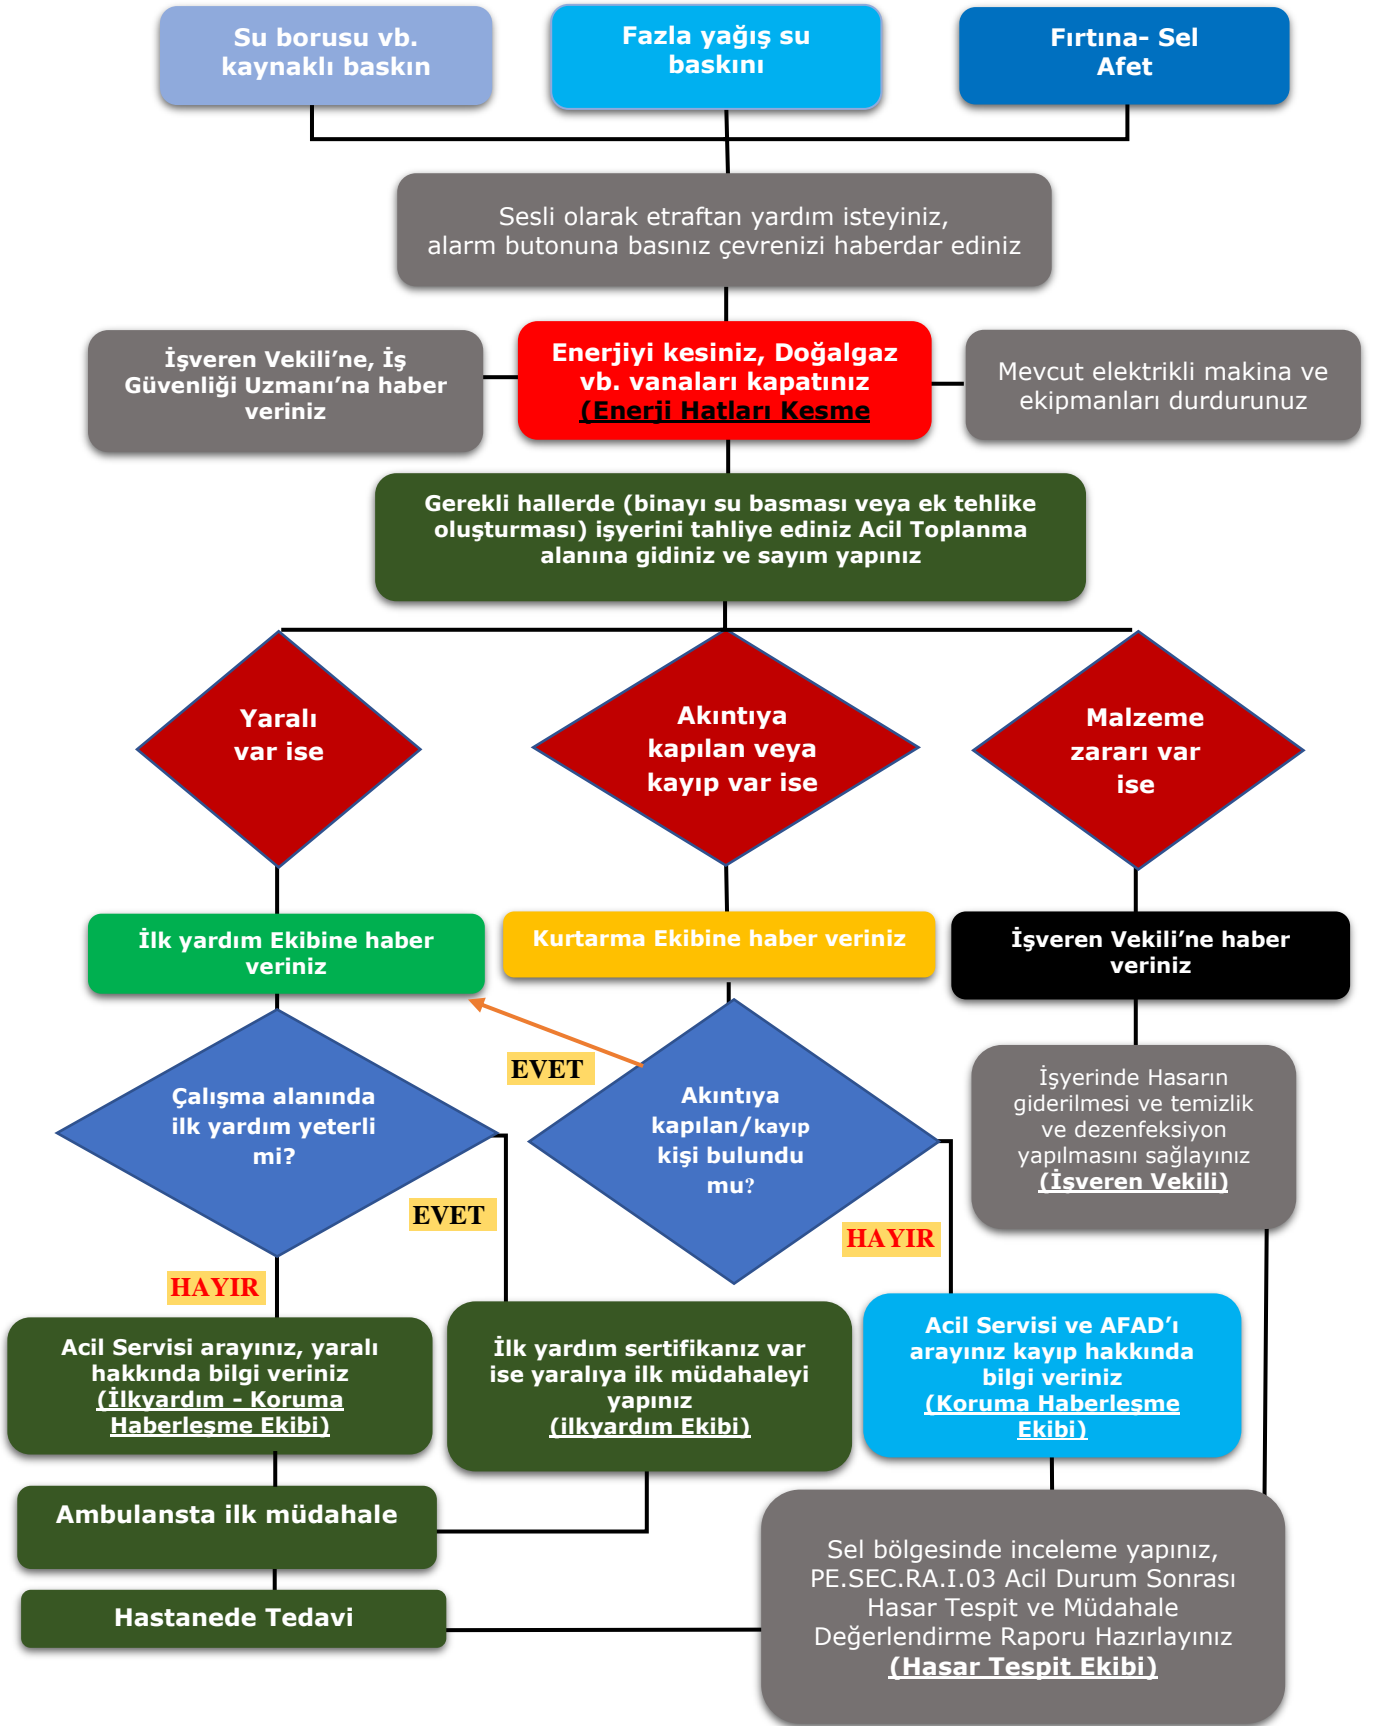 Su borusu vb.
kaynaklı baskın
Fazla yağış su
baskını
Fırtına- Sel
Afet
Sesli olarak etraftan yardım isteyiniz,
alarm butonuna basınız çevrenizi haberdar ediniz
İşveren Vekili’ne, İş
Güvenliği Uzmanı’na haber
veriniz
Enerjiyi kesiniz, Doğalgaz
vb. vanaları kapatınız
(Enerji Hatları Kesme
Mevcut elektrikli makina ve
ekipmanları durdurunuz
Gerekli hallerde (binayı su basması veya ek tehlike
oluşturması) işyerini tahliye ediniz Acil Toplanma
alanına gidiniz ve sayım yapınız
Yaralı
var ise
Akıntıya
kapılan veya
kayıp var ise
Malzeme
zararı var
ise
İlk yardım Ekibine haber
veriniz
Kurtarma Ekibine haber veriniz
İşveren Vekili’ne haber
veriniz
Çalışma alanında
ilk yardım yeterli
mi?
EVET
EVET
Akıntıya
kapılan/kayıp
kişi bulundu
mu?
İşyerinde Hasarın
giderilmesi ve temizlik
ve dezenfeksiyon
yapılmasını sağlayınız
(İşveren Vekili)
HAYIR
HAYIR
Acil Servisi arayınız, yaralı
hakkında bilgi veriniz
(İlkyardım – Koruma
Haberleşme Ekibi)
İlk yardım sertifikanız var
ise yaralıya ilk müdahaleyi
yapınız
(ilkyardım Ekibi)
Acil Servisi ve AFAD’ı
arayınız kayıp hakkında
bilgi veriniz
(Koruma Haberleşme
Ekibi)
Ambulansta ilk müdahale
Hastanede Tedavi
Sel bölgesinde inceleme yapınız,
PE.SEC.RA.I.03 Acil Durum Sonrası
Hasar Tespit ve Müdahale
Değerlendirme Raporu Hazırlayınız
(Hasar Tespit Ekibi)